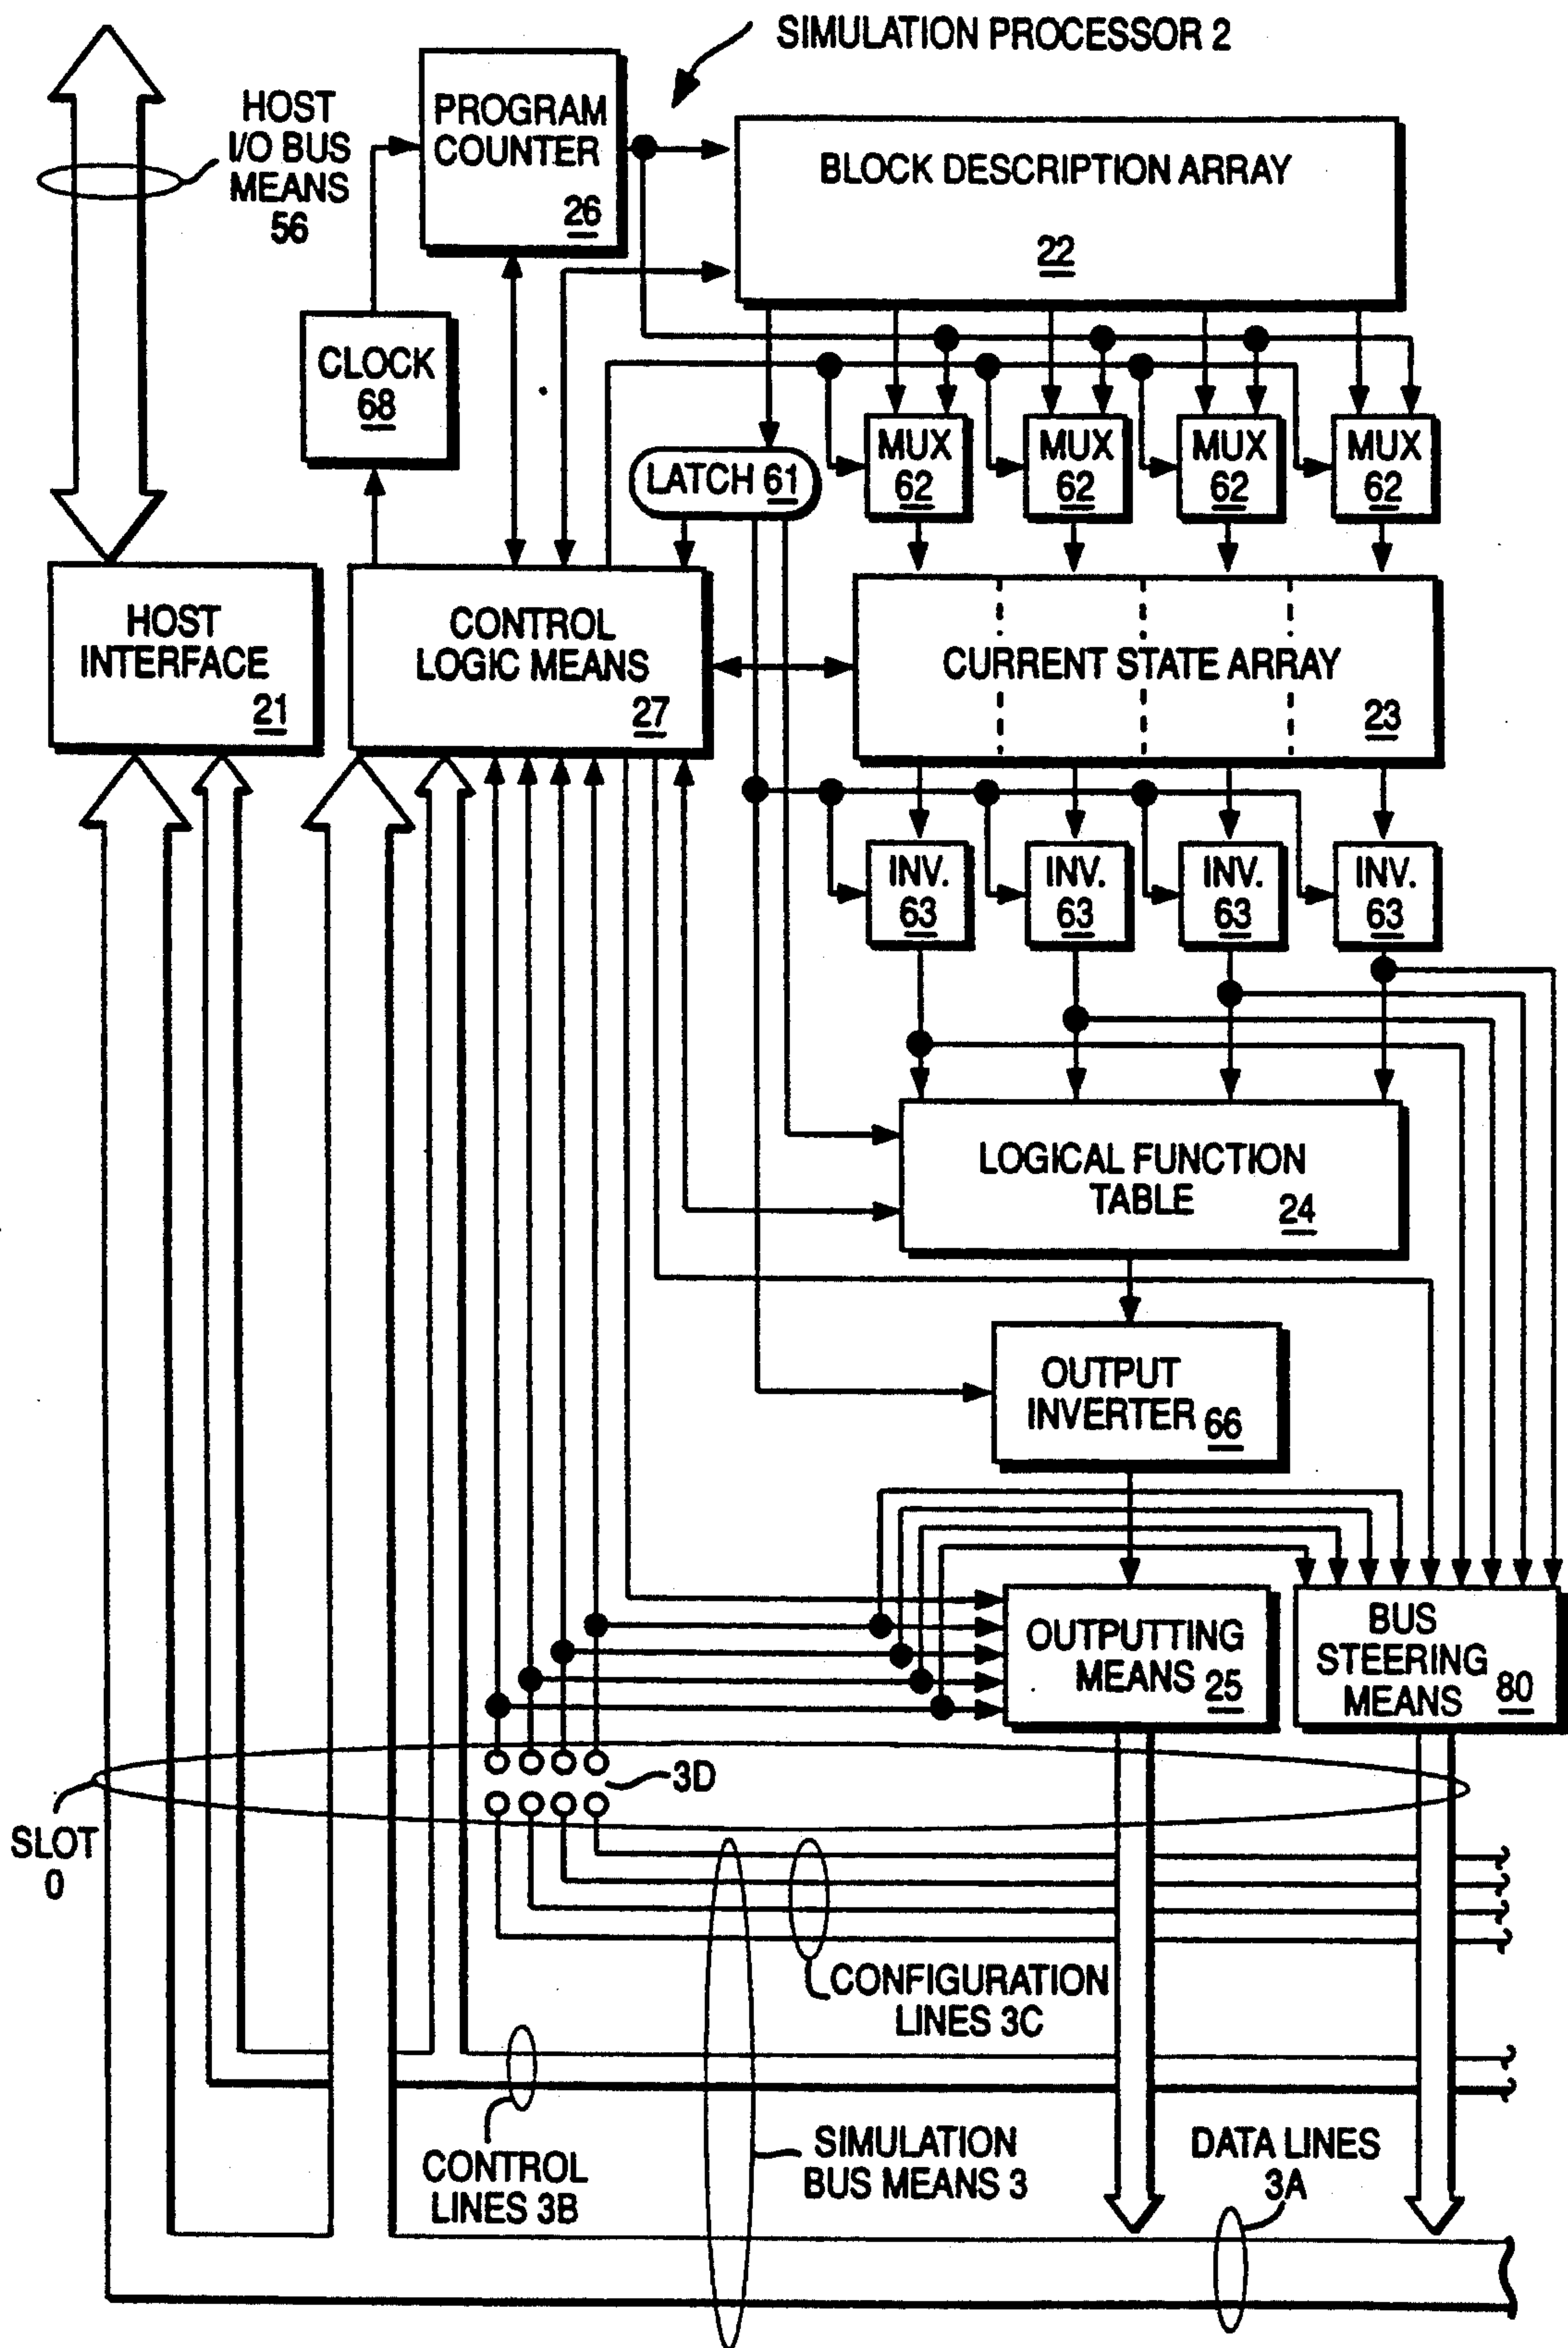 SIMULATION PROCESSOR 2
HOST
I/O BUS
MEANS
56
PROGRAM
COUNTER
26
BLOCK DESCRIPTION ARRAY
22
CLOCK
68
LATCH 61
MUX
62
MUX
62
MUX
62
MUX
62
HOST
INTERFACE
21
CONTROL
LOGIC MEANS
27
CURRENT STATE ARRAY
23
INV.
63
INV.
63
INV.
63
INV.
63
LOGICAL FUNCTION
TABLE
24
OUTPUT
INVERTER 66
OUTPUTTING
MEANS 25
BUS
STEERING
MEANS 80
3D
SLOT
0
CONFIGURATION
LINES 3C
CONTROL
LINES 3B
SIMULATION
BUS MEANS 3
DATA LINES
3A